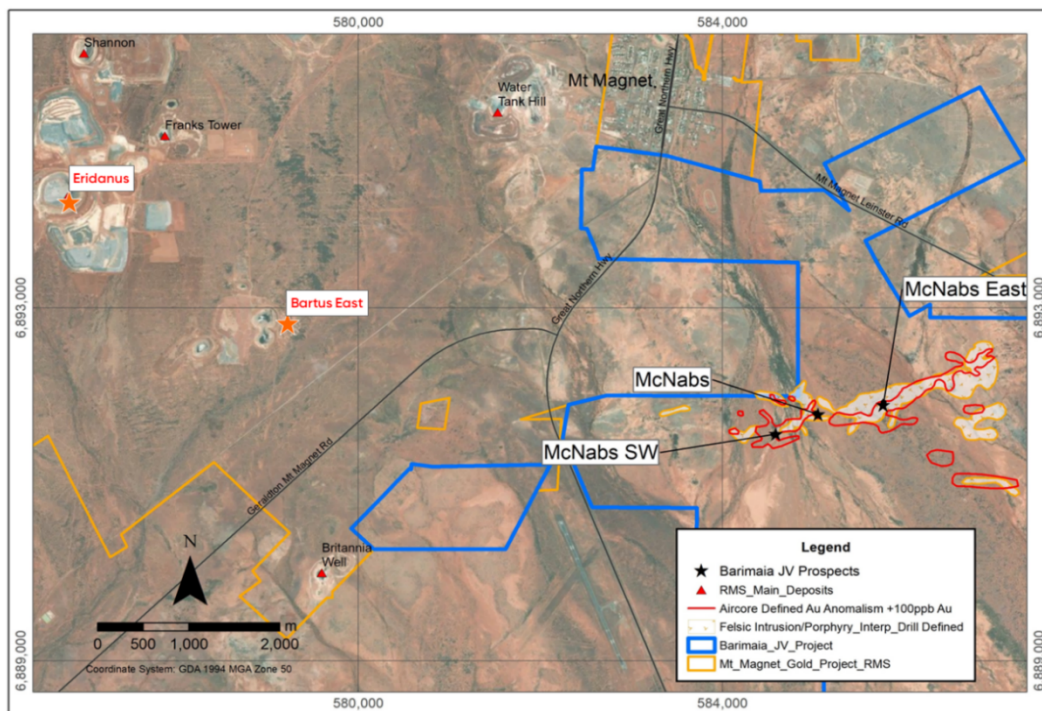 580,000
584,000
Shannon
Franks Tower
Water
Tank Hill
Mt Magnet
Great Northern Hwy
Eridanus
Mt Magnet Leinster Rd
McNabs East
6,893,000
6,893,000
Bartus East
Great Northern Hwy
McNabs
McNabs SW
Geraldton Mt Magnet Rd
Britannia
Well
N
0 500 1,000 2,000
m
Coordinate System: GDA 1994 MGA Zone 50
Legend
Barimaia JV Prospects
RMS_Main_Deposits
Aircore Defined Au Anomalism +100ppb Au
Felsic Intrusion/Porphyry_Interp_Drill Defined
Barimaia_JV_Project
Mt_Magnet_Gold_Project_RMS
6,889,000
6,889,000
580,000
584,000